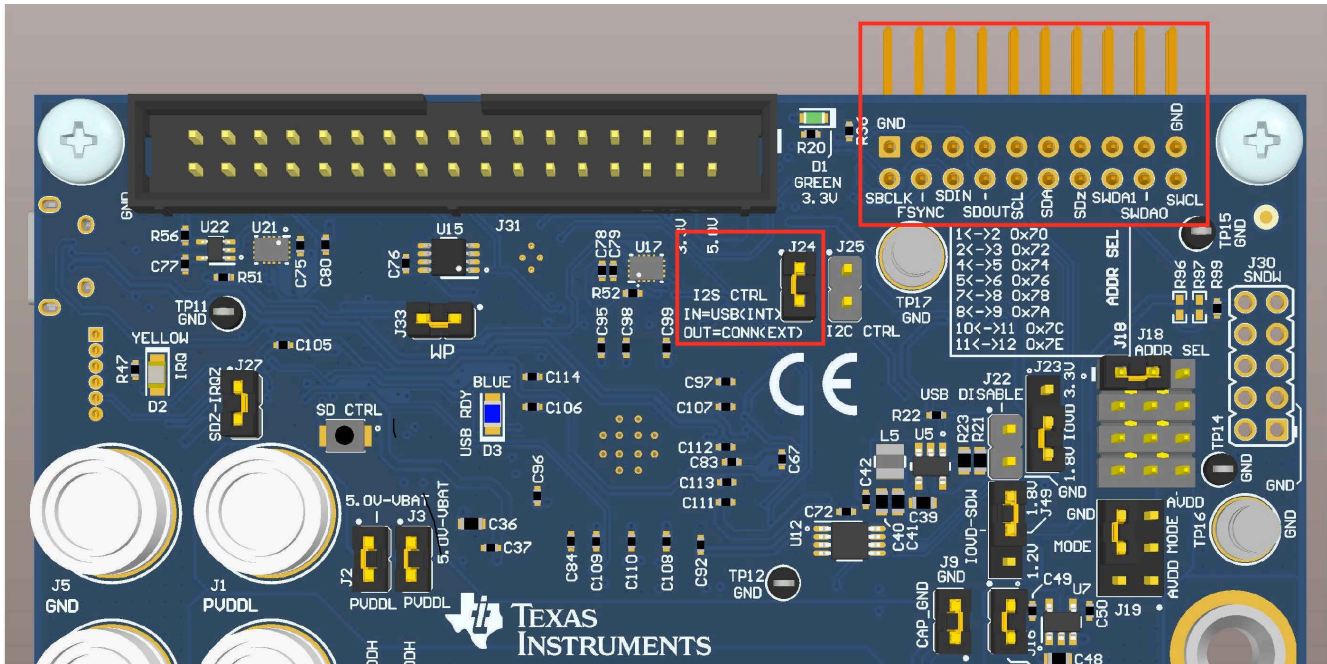 GND
GND
R20
R30
D1
GREEN
3.3V
SBCLK
FSYNC
SDIN
SDOUT
SCL
SDA
SDz
SWDA1
SWDA0
SWCL
GND
R56
U22
U21
C77
R51
C75
C80
TP11
GND
U15
C76
J31
J33
WP
C78
C79
U17
R52
3.3V
5.0V
C95
C98
C99
J24
I2S CTRL
IN=USB(INT)
OUT=CONN(EXT)
J25
I2C CTRL
TP17
GND
1<->2 0x70
2<->3 0x72
4<->5 0x74
5<->6 0x76
7<->8 0x78
8<->9 0x7A
10<->11 0x7C
11<->12 0x7E
ADDR SEL
J18
TP15
GND
J30
SNDW
R96
R97
R99
J18
ADDR SEL
YELLOW
IRQ
R47
D2
J27
SDZ-IRQZ
C105
SD CTRL
BLUE
USB RDY
D3
C114
C106
C97
C107
C112
C83
C113
C111
C67
CE
J22
USB DISABLE
J23
1.8V IOVD 3.3V
R22
R23
R21
L5
U5
C42
C40
C41
C39
C72
U12
GND
J49
IOVD-SDW
1.8V
1.2V
TP14
GND
GND
AVDD
GND
MODE
AVDD MODE
J19
TP16
GND
C96
C36
C37
C84
C109
C110
C108
C92
5.0V-VBAT
J3
5.0V-VBAT
J2
PVDDL
PVDDL
J5
GND
J1
PVDDL
TP12
GND
J9
GND
CAP_GND
J16
C49
U7
C50
C48
TEXAS
INSTRUMENTS